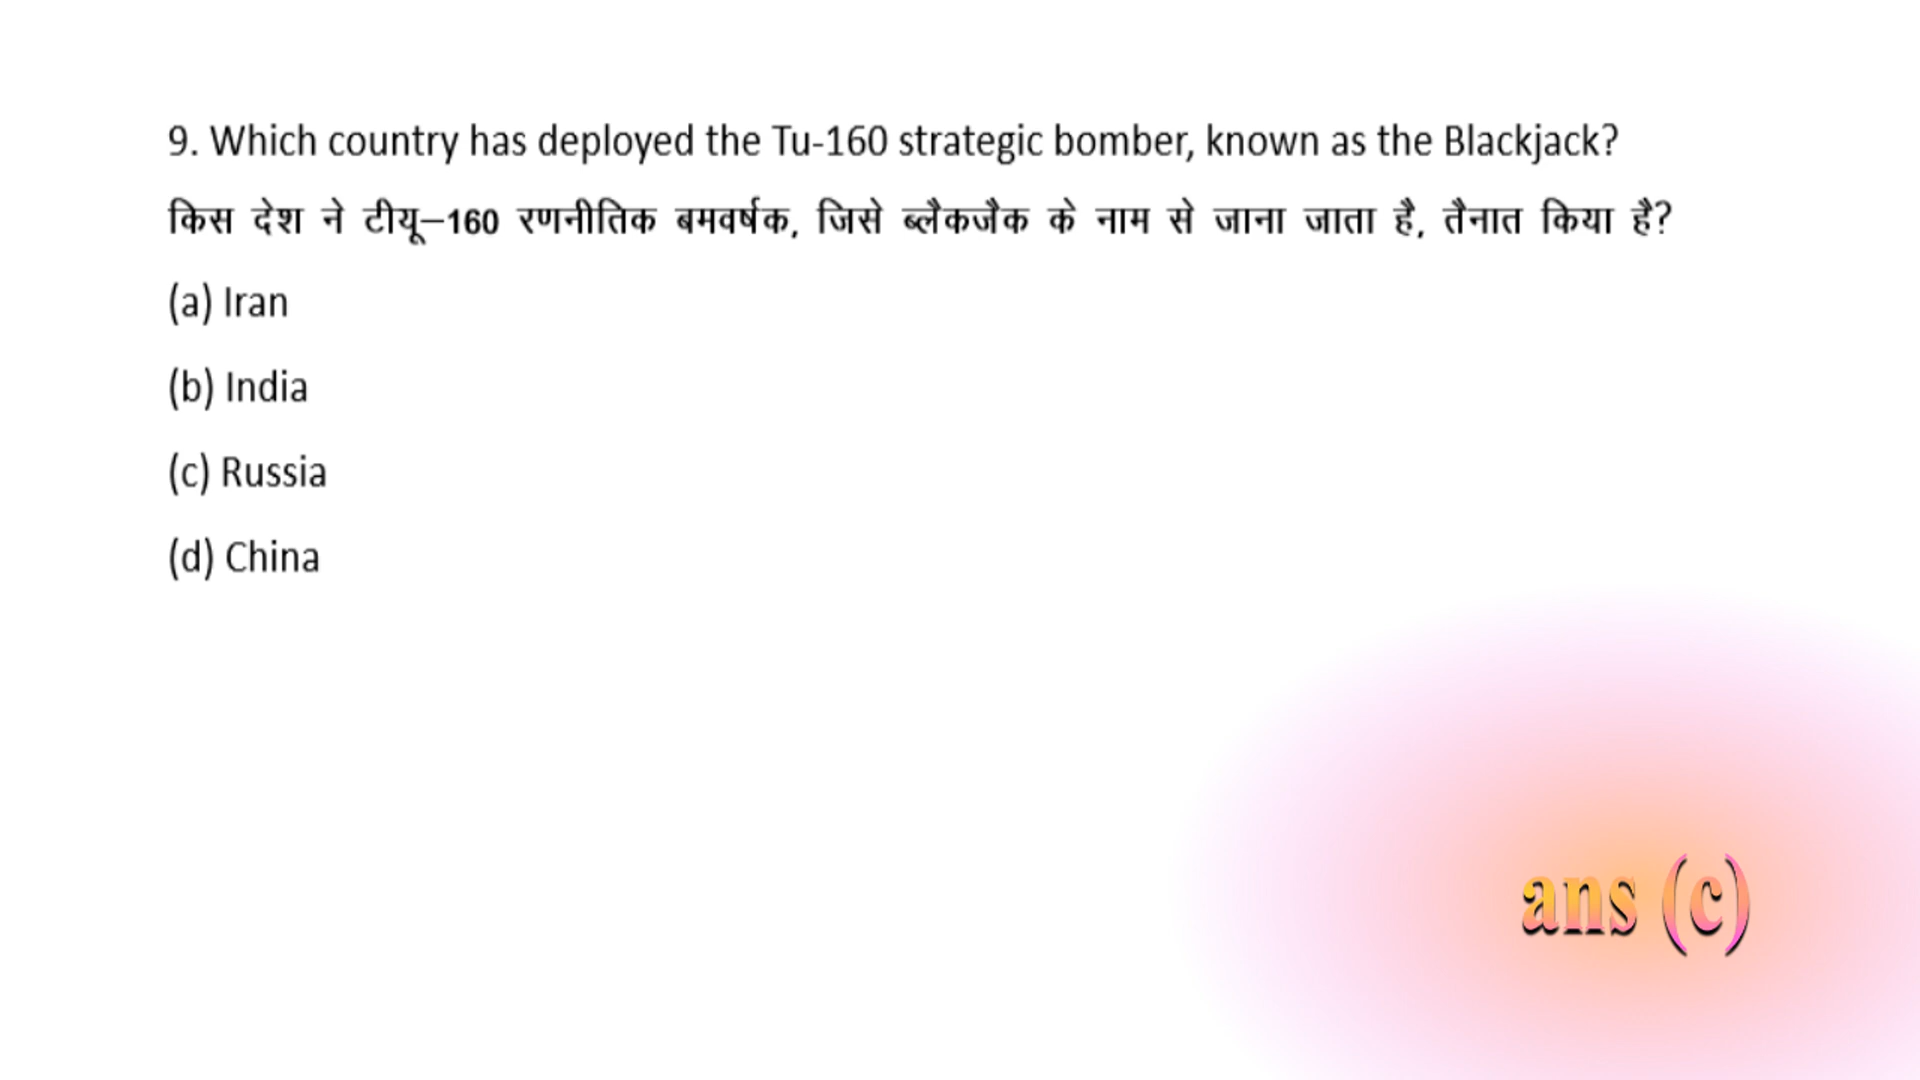 9. Which country has deployed the Tu-160 strategic bomber, known as the Blackjack?
किस देश ने टीयू–160 रणनीतिक बमवर्षक, जिसे ब्लैकजैक के नाम से जाना जाता है, तैनात किया है?
(a) Iran
(b) India
(c) Russia
(d) China
ans (c)